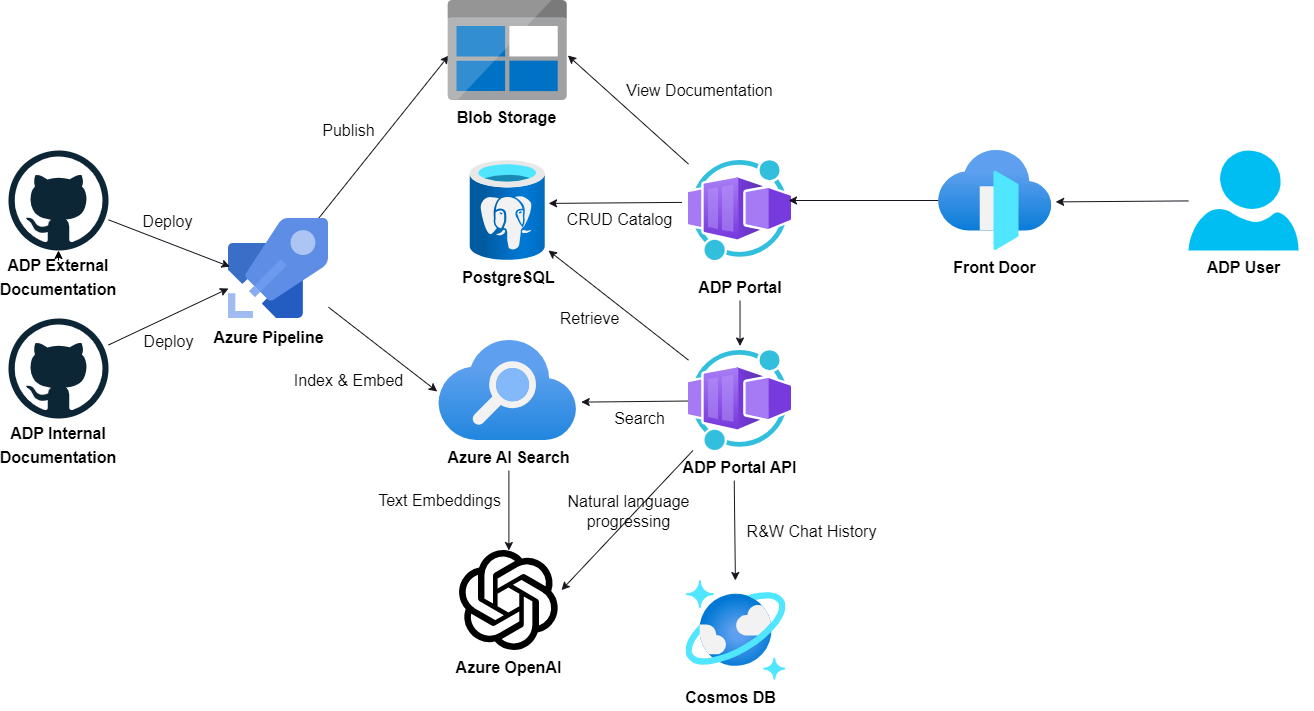 View Documentation
Blob Storage
Publish
Deploy
CRUD Catalog
ADP External
Documentation
PostgreSQL
ADP Portal
Front Door
ADP User
Azure Pipeline
Retrieve
Deploy
Index & Embed
Search
ADP Internal
Documentation
Azure AI Search
ADP Portal API
Text Embeddings
Natural language
progressing
R&W Chat History
Azure OpenAI
Cosmos DB